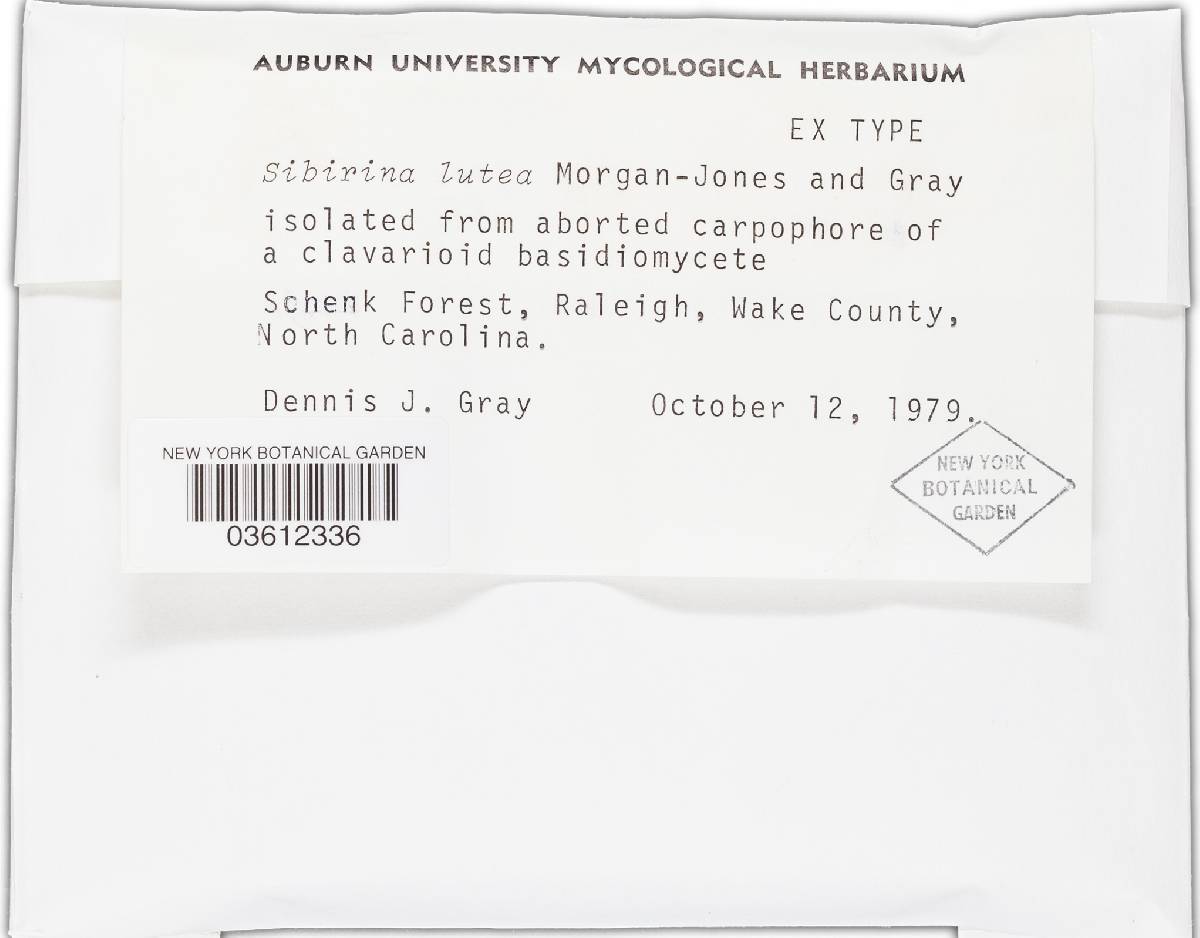 AUBURN UNIVERSITY MYCOLOGICAL HERBARIUM
EX TYPE
Sibirina lutea Morgan-Jones and Gray
isolated from aborted carpophore of
a clavarioid basidiomycete
Schenk Forest, Raleigh, Wake County,
North Carolina.
Dennis J. Gray October 12, 1979.
NEW YORK BOTANICAL GARDEN
03612336
NEW YORK
BOTANICAL
GARDEN